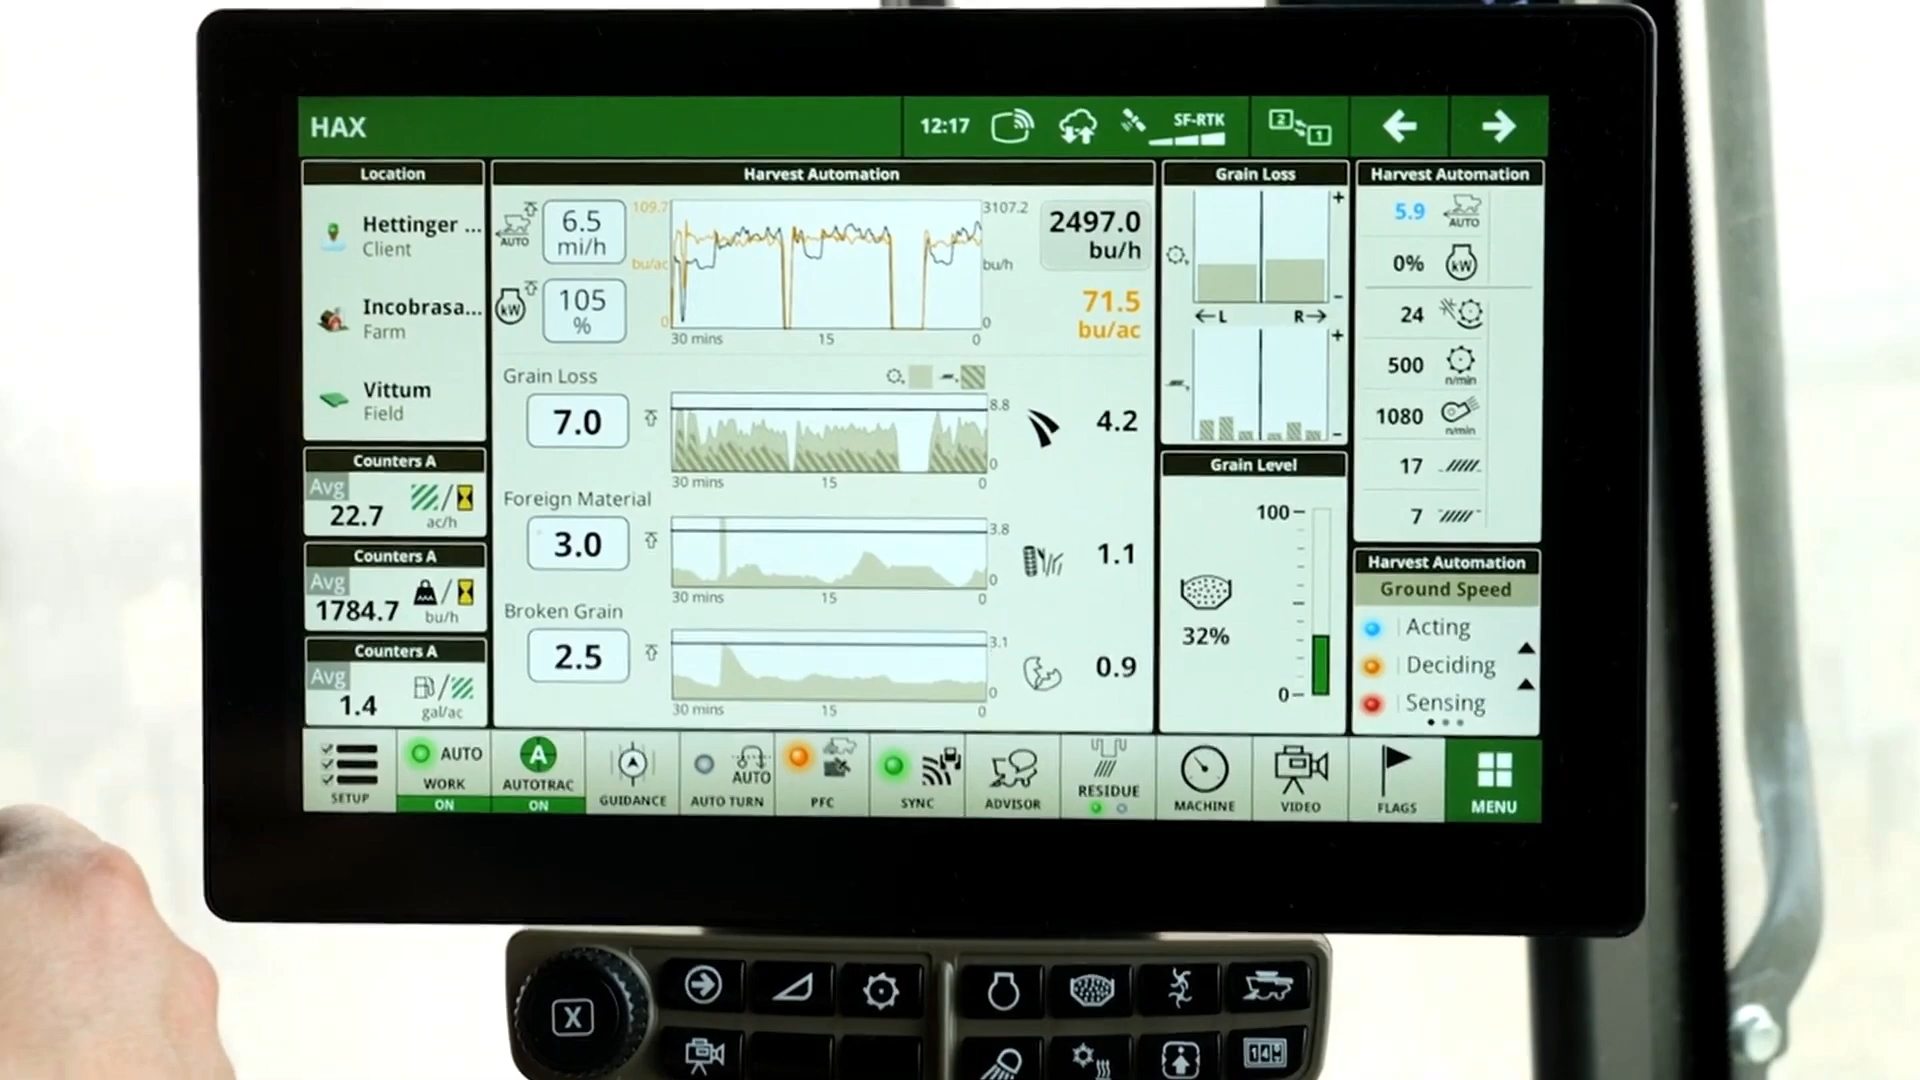 HAX
12:17
SF-RTK
2
1
Location
Hettinger ...
Client
Incobrasa...
Farm
Vittum
Field
Counters A
Avg
22.7
ac/h
Counters A
Avg
1784.7
bu/h
Counters A
Avg
1.4
gal/ac
Harvest Automation
AUTO
6.5
mi/h
kW
105
%
109.7
bu/ac
0
3107.2
bu/h
0
30 mins
15
0
2497.0
bu/h
71.5
bu/ac
Grain Loss
7.0
8.8
0
30 mins
15
0
4.2
Foreign Material
3.0
3.8
0
30 mins
15
0
1.1
Broken Grain
2.5
3.1
0
30 mins
15
0
0.9
Grain Loss
+
-
←L
R→
+
-
Grain Level
100
0
32%
Harvest Automation
5.9
AUTO
0%
kW
24
500
n/min
1080
n/min
17
7
Harvest Automation
Ground Speed
Acting
Deciding
Sensing
SETUP
AUTO
WORK
ON
A
AUTOTRAC
ON
GUIDANCE
AUTO
AUTO TURN
PFC
SYNC
ADVISOR
RESIDUE
MACHINE
VIDEO
FLAGS
MENU
X